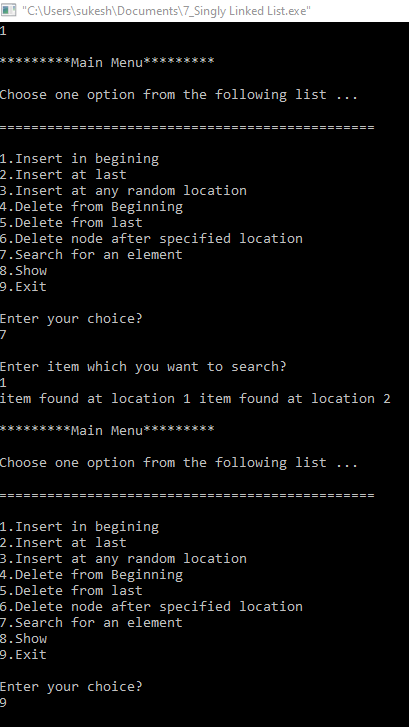 "C:\Users\sukesh\Documents\7_Singly Linked List.exe"
1
*********Main Menu*********
Choose one option from the following list ...
===============================================
1.Insert in begining
2.Insert at last
3.Insert at any random location
4.Delete from Beginning
5.Delete from last
6.Delete node after specified location
7.Search for an element
8.Show
9.Exit
Enter your choice?
7
Enter item which you want to search?
1
item found at location 1 item found at location 2
*********Main Menu*********
Choose one option from the following list ...
===============================================
1.Insert in begining
2.Insert at last
3.Insert at any random location
4.Delete from Beginning
5.Delete from last
6.Delete node after specified location
7.Search for an element
8.Show
9.Exit
Enter your choice?
9